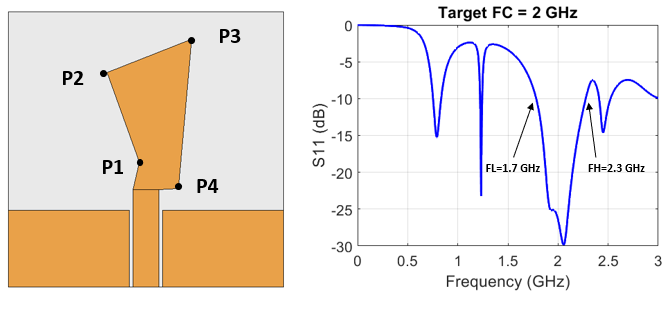 P3
P2
P1
P4
Target FC = 2 GHz
S11 (dB)
0
-5
-10
-15
-20
-25
-30
FL=1.7 GHz
FH=2.3 GHz
0 0.5 1 1.5 2 2.5 3
Frequency (GHz)